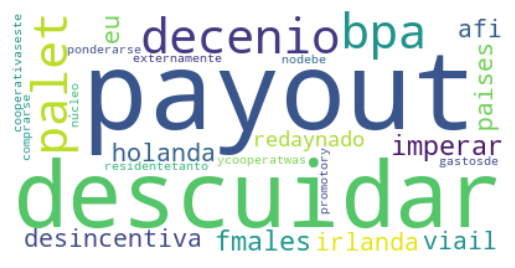 payout
descuidar
decenio
bpa
palet
eu
afi
paises
ponderarse
externamente
nodebe
cooperativaseste
comprarse
núcleo
holanda
redaynado
imperar
residentetanto
ycooperatwas
promotory
gastosde
desincentiva
fmales
irlanda
viail